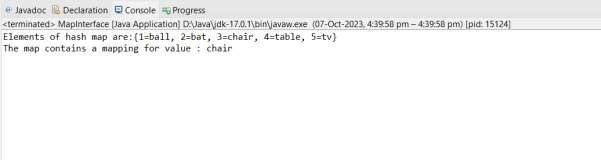 Javadoc Declaration Console Progress
<terminated> MapInterface [Java Application] D:\Java\jdk-17.0.1\bin\javaw.exe (07-Oct-2023, 4:39:58 pm – 4:39:58 pm) [pid: 15124]
Elements of hash map are:{1=ball, 2=bat, 3=chair, 4=table, 5=tv}
The map contains a mapping for value : chair